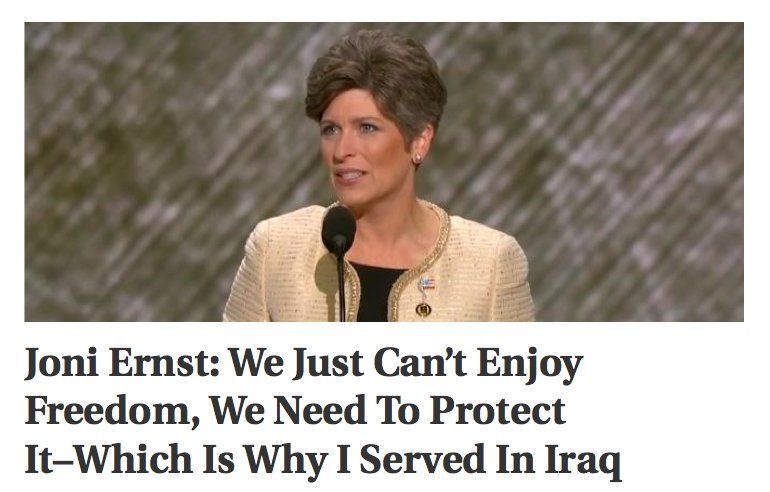 Joni Ernst: We Just Can’t Enjoy
Freedom, We Need To Protect
It–Which Is Why I Served In Iraq